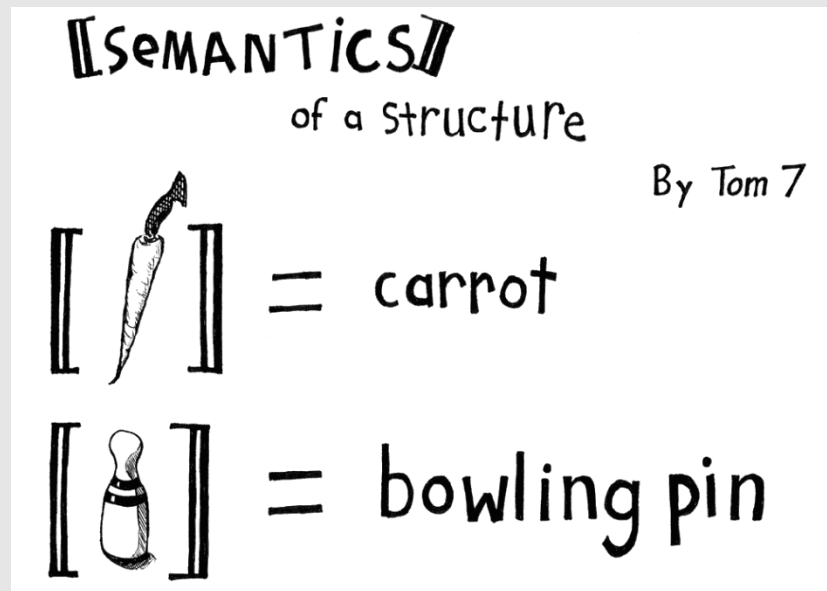 ⟦SeMANTiCS⟧
of a structure
By Tom 7
⟦ ⟧ = carrot
⟦ ⟧ = bowling pin